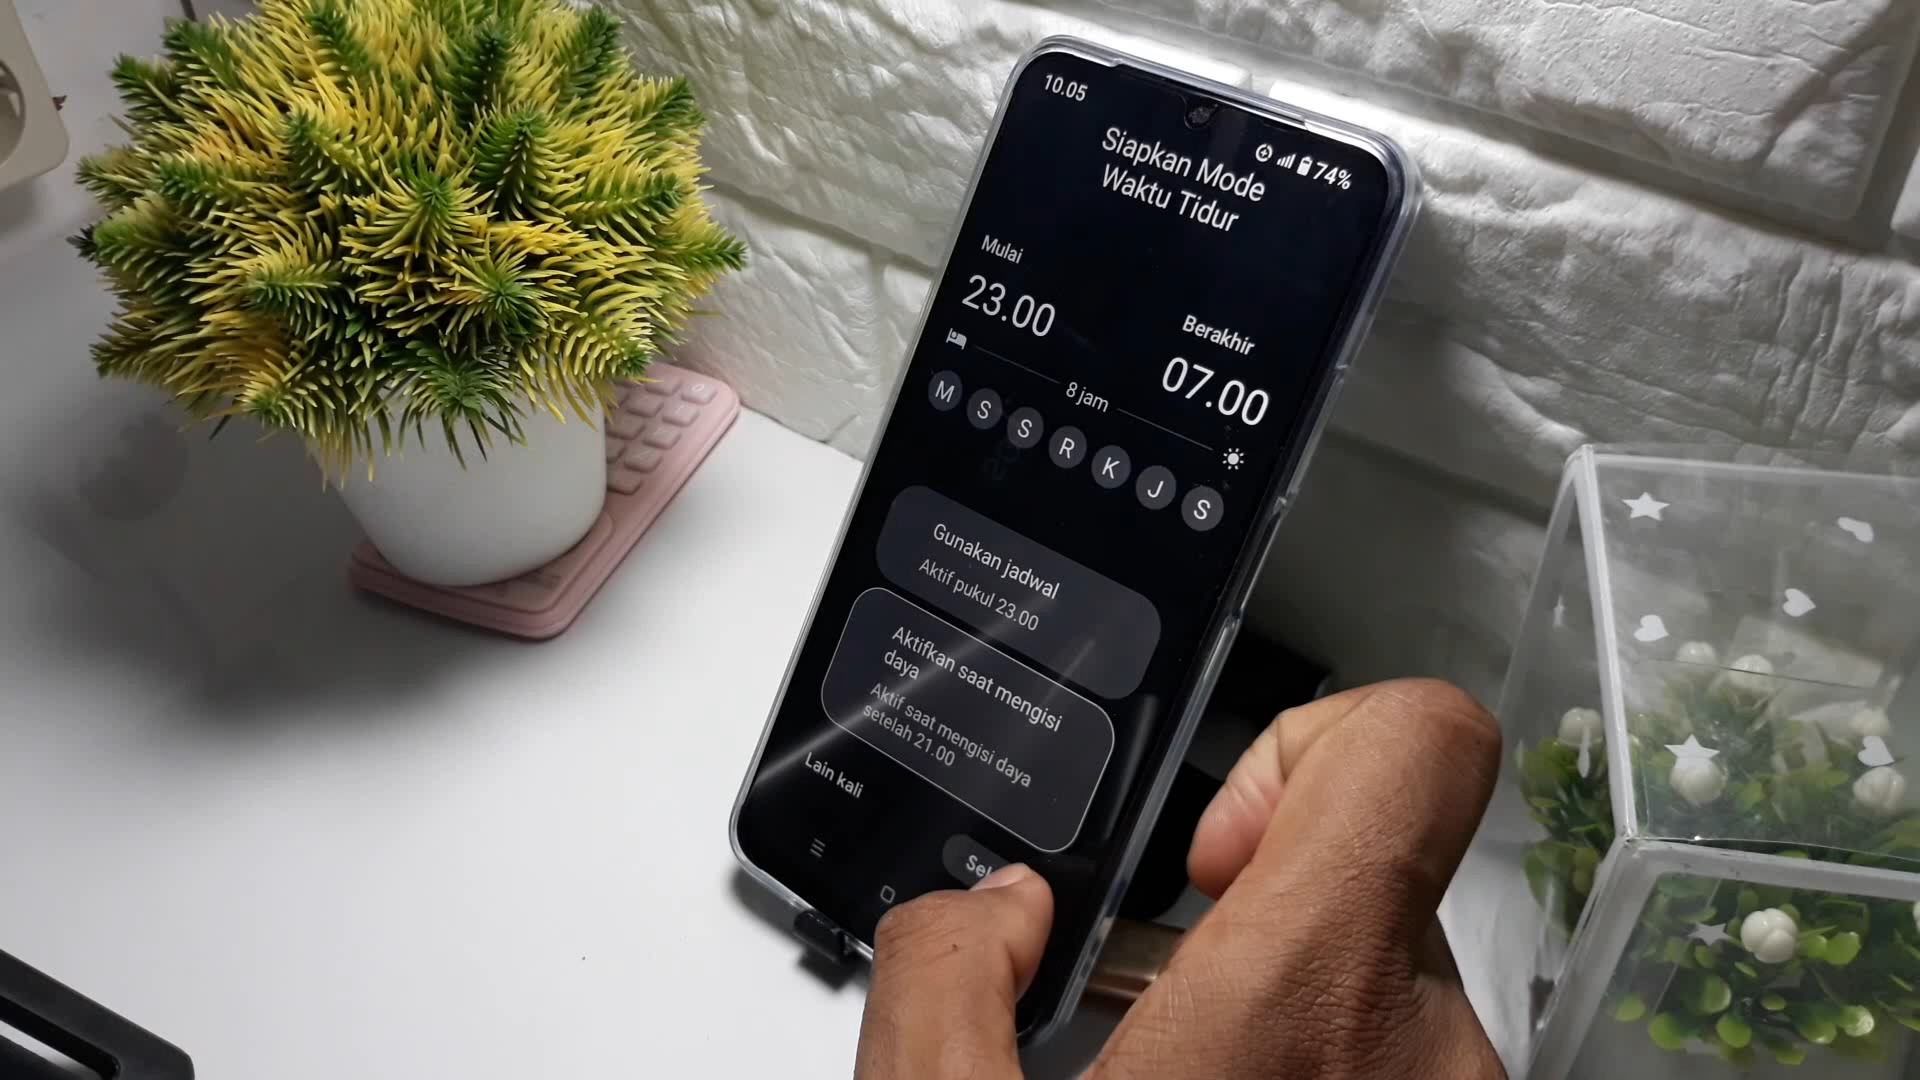 10.05
74%
Siapkan Mode
Waktu Tidur
Mulai
23.00
Berakhir
07.00
8 jam
M S S R K J S
Gunakan jadwal
Aktif pukul 23.00
Aktifkan saat mengisi
daya
Aktif saat mengisi daya
setelah 21.00
Lain kali